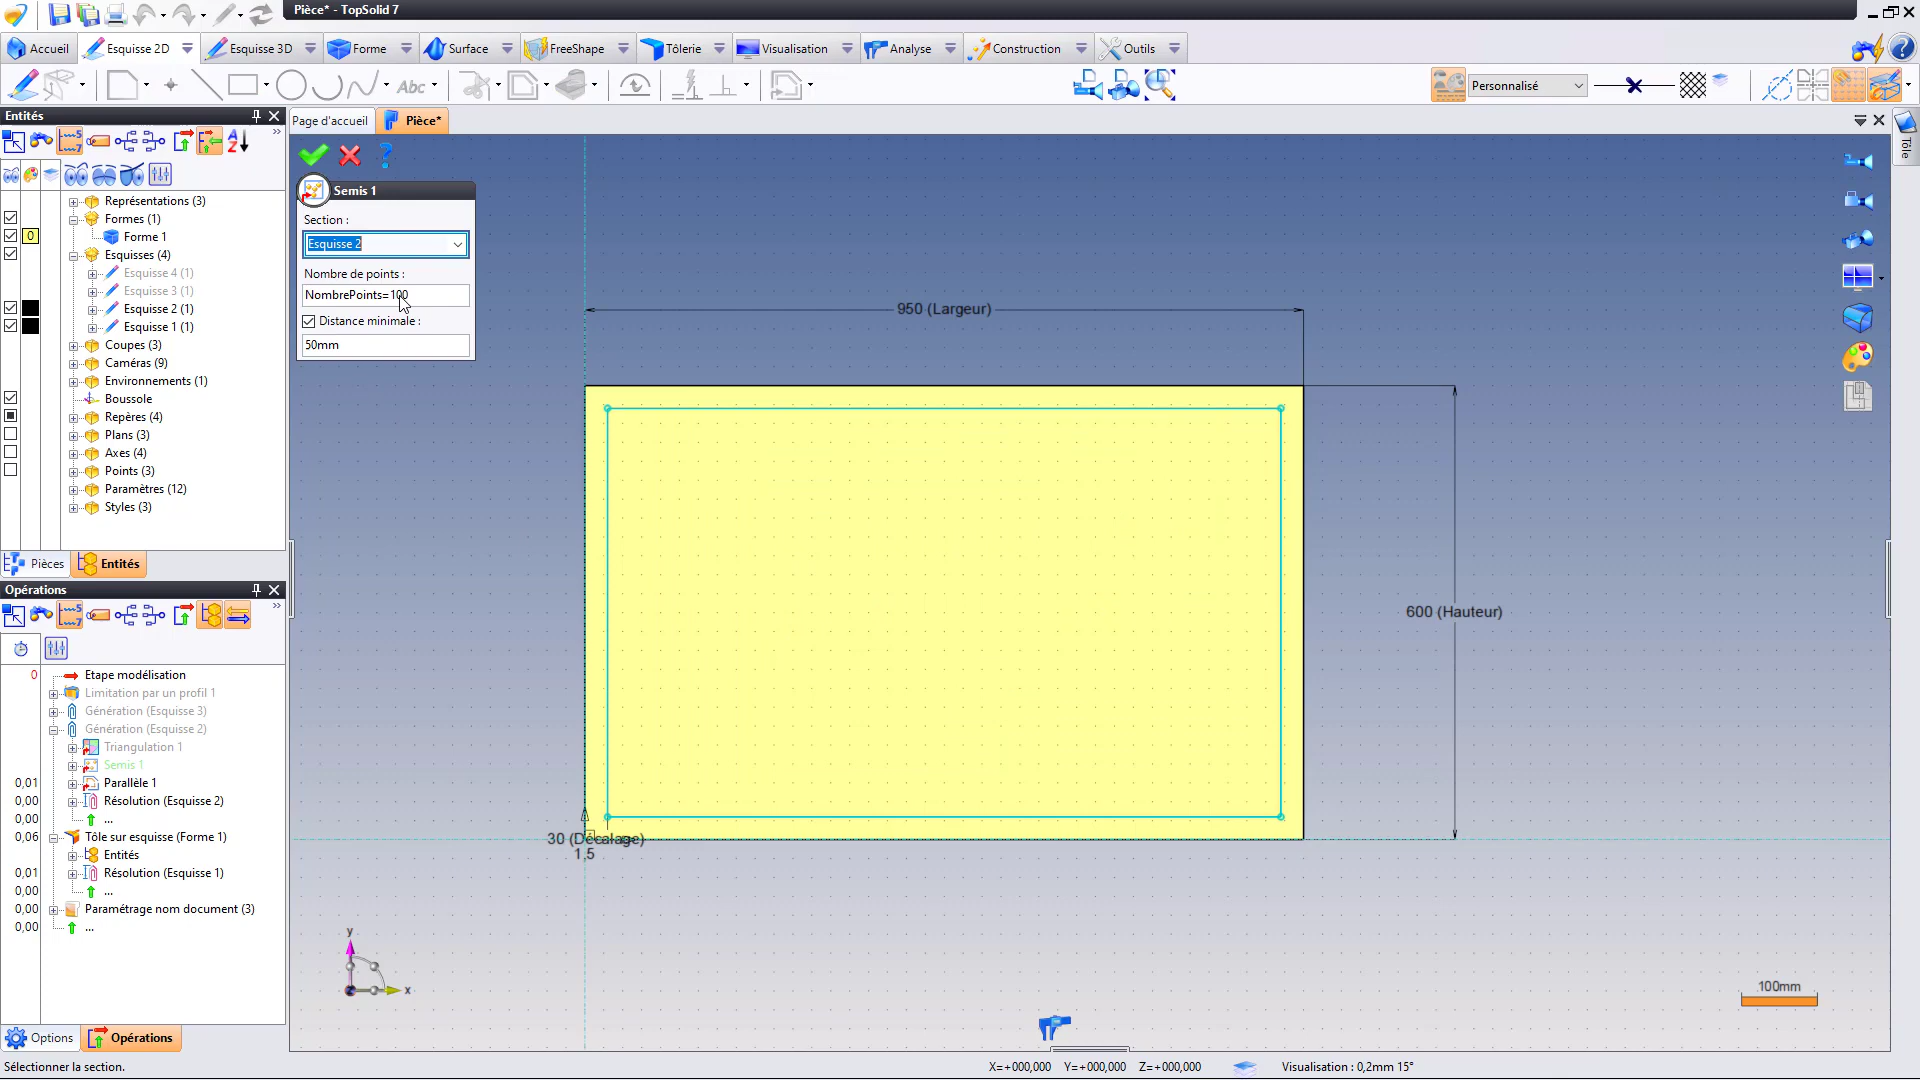 Pièce* - TopSolid 7
Accueil
Esquisse 2D
Esquisse 3D
Forme
Surface
FreeShape
Tôlerie
Visualisation
Analyse
Construction
Outils
Abc
Personnalisé
Entités
Page d'accueil
Pièce*
Tôle
Représentations (3)
Formes (1)
0
Forme 1
Esquisses (4)
Esquisse 4 (1)
Esquisse 3 (1)
Esquisse 2 (1)
Esquisse 1 (1)
Coupes (3)
Caméras (9)
Environnements (1)
Boussole
Repères (4)
Plans (3)
Axes (4)
Points (3)
Paramètres (12)
Styles (3)
Pièces
Entités
Semis 1
Section :
Esquisse 2
Nombre de points :
NombrePoints=100
Distance minimale :
50mm
950 (Largeur)
600 (Hauteur)
30 (Décalage)
1,5
y
x
100mm
Opérations
0
Etape modélisation
Limitation par un profil 1
Génération (Esquisse 3)
Génération (Esquisse 2)
Triangulation 1
Semis 1
0,01
Parallèle 1
0,00
Résolution (Esquisse 2)
0,00
...
0,06
Tôle sur esquisse (Forme 1)
Entités
0,01
Résolution (Esquisse 1)
0,00
...
0,00
Paramétrage nom document (3)
0,00
...
Options
Opérations
Sélectionner la section.
X=+000,000
Y=+000,000
Z=+000,000
Visualisation : 0,2mm 15°